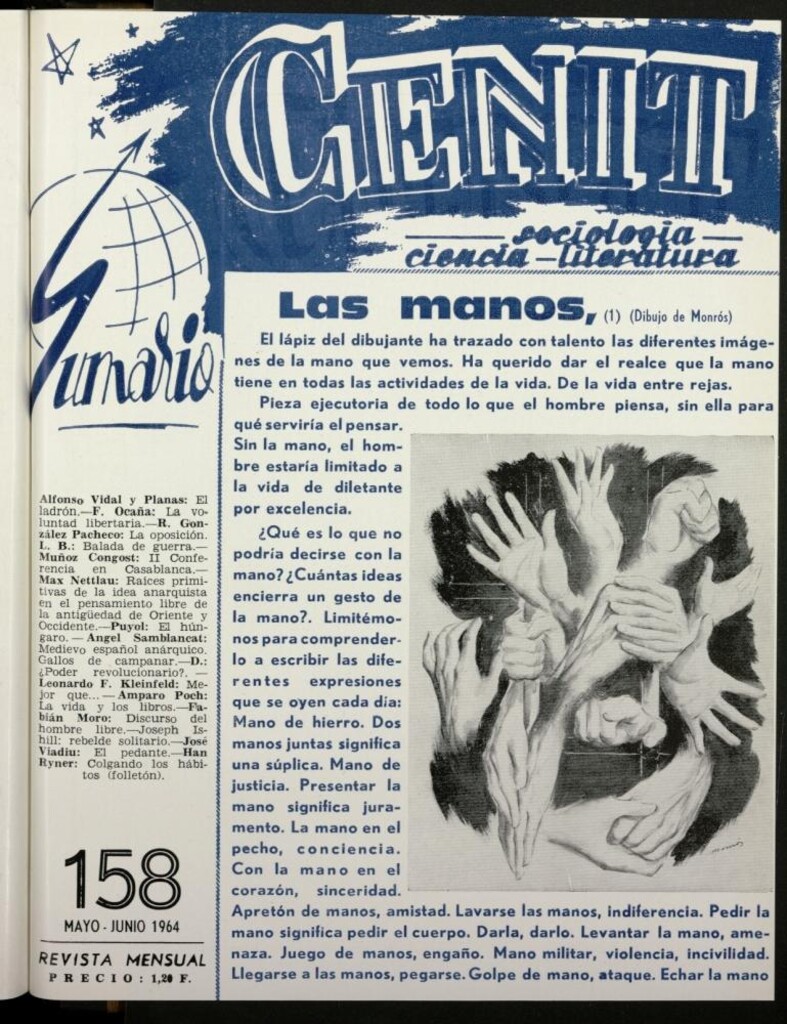 CENIT
sociología
ciencia - literatura
Sumario
Alfonso Vidal y Planas: El
ladrón.—F. Ocaña: La vo-
luntad libertaria.—R. Gon-
zález Pacheco: La oposición.
L. B.: Balada de guerra.—
Muñoz Congost: II Confe-
rencia en Casablanca.—
Max Nettlau: Raíces primi-
tivas de la idea anarquista
en el pensamiento libre de
la antigüedad de Oriente y
Occidente.—Puyol: El hún-
garo.—Angel Samblancat:
Medievo español anárquico.
Gallos de campanar.—D.:
¿Poder revolucionario?.—
Leonardo F. Kleinfeld: Me-
jor que...—Amparo Poch:
La vida y los libros.—Fa-
bián Moro: Discurso del
hombre libre.—Joseph Is-
hill: rebelde solitario.—José
Viadiu: El pedante.—Han
Ryner: Colgando los hábi-
tos (folletón).
158
MAYO - JUNIO 1964
REVISTA MENSUAL
PRECIO: 1,20 F.
Las manos, (1) (Dibujo de Monrós)
El lápiz del dibujante ha trazado con talento las diferentes imáge-
nes de la mano que vemos. Ha querido dar el realce que la mano
tiene en todas las actividades de la vida. De la vida entre rejas.
Pieza ejecutoria de todo lo que el hombre piensa, sin ella para
qué serviría el pensar.
Sin la mano, el hom-
bre estaría limitado a
la vida de diletante
por excelencia.
¿Qué es lo que no
podría decirse con la
mano? ¿Cuántas ideas
encierra un gesto de
la mano?. Limitémo-
nos para comprender-
lo a escribir las dife-
rentes expresiones
que se oyen cada día:
Mano de hierro. Dos
manos juntas significa
una súplica. Mano de
justicia. Presentar la
mano significa jura-
mento. La mano en el
pecho, conciencia.
Con la mano en el
corazón, sinceridad.
Apretón de manos, amistad. Lavarse las manos, indiferencia. Pedir la
mano significa pedir el cuerpo. Darla, darlo. Levantar la mano, ame-
naza. Juego de manos, engaño. Mano militar, violencia, incivilidad.
Llegarse a las manos, pegarse. Golpe de mano, ataque. Echar la mano